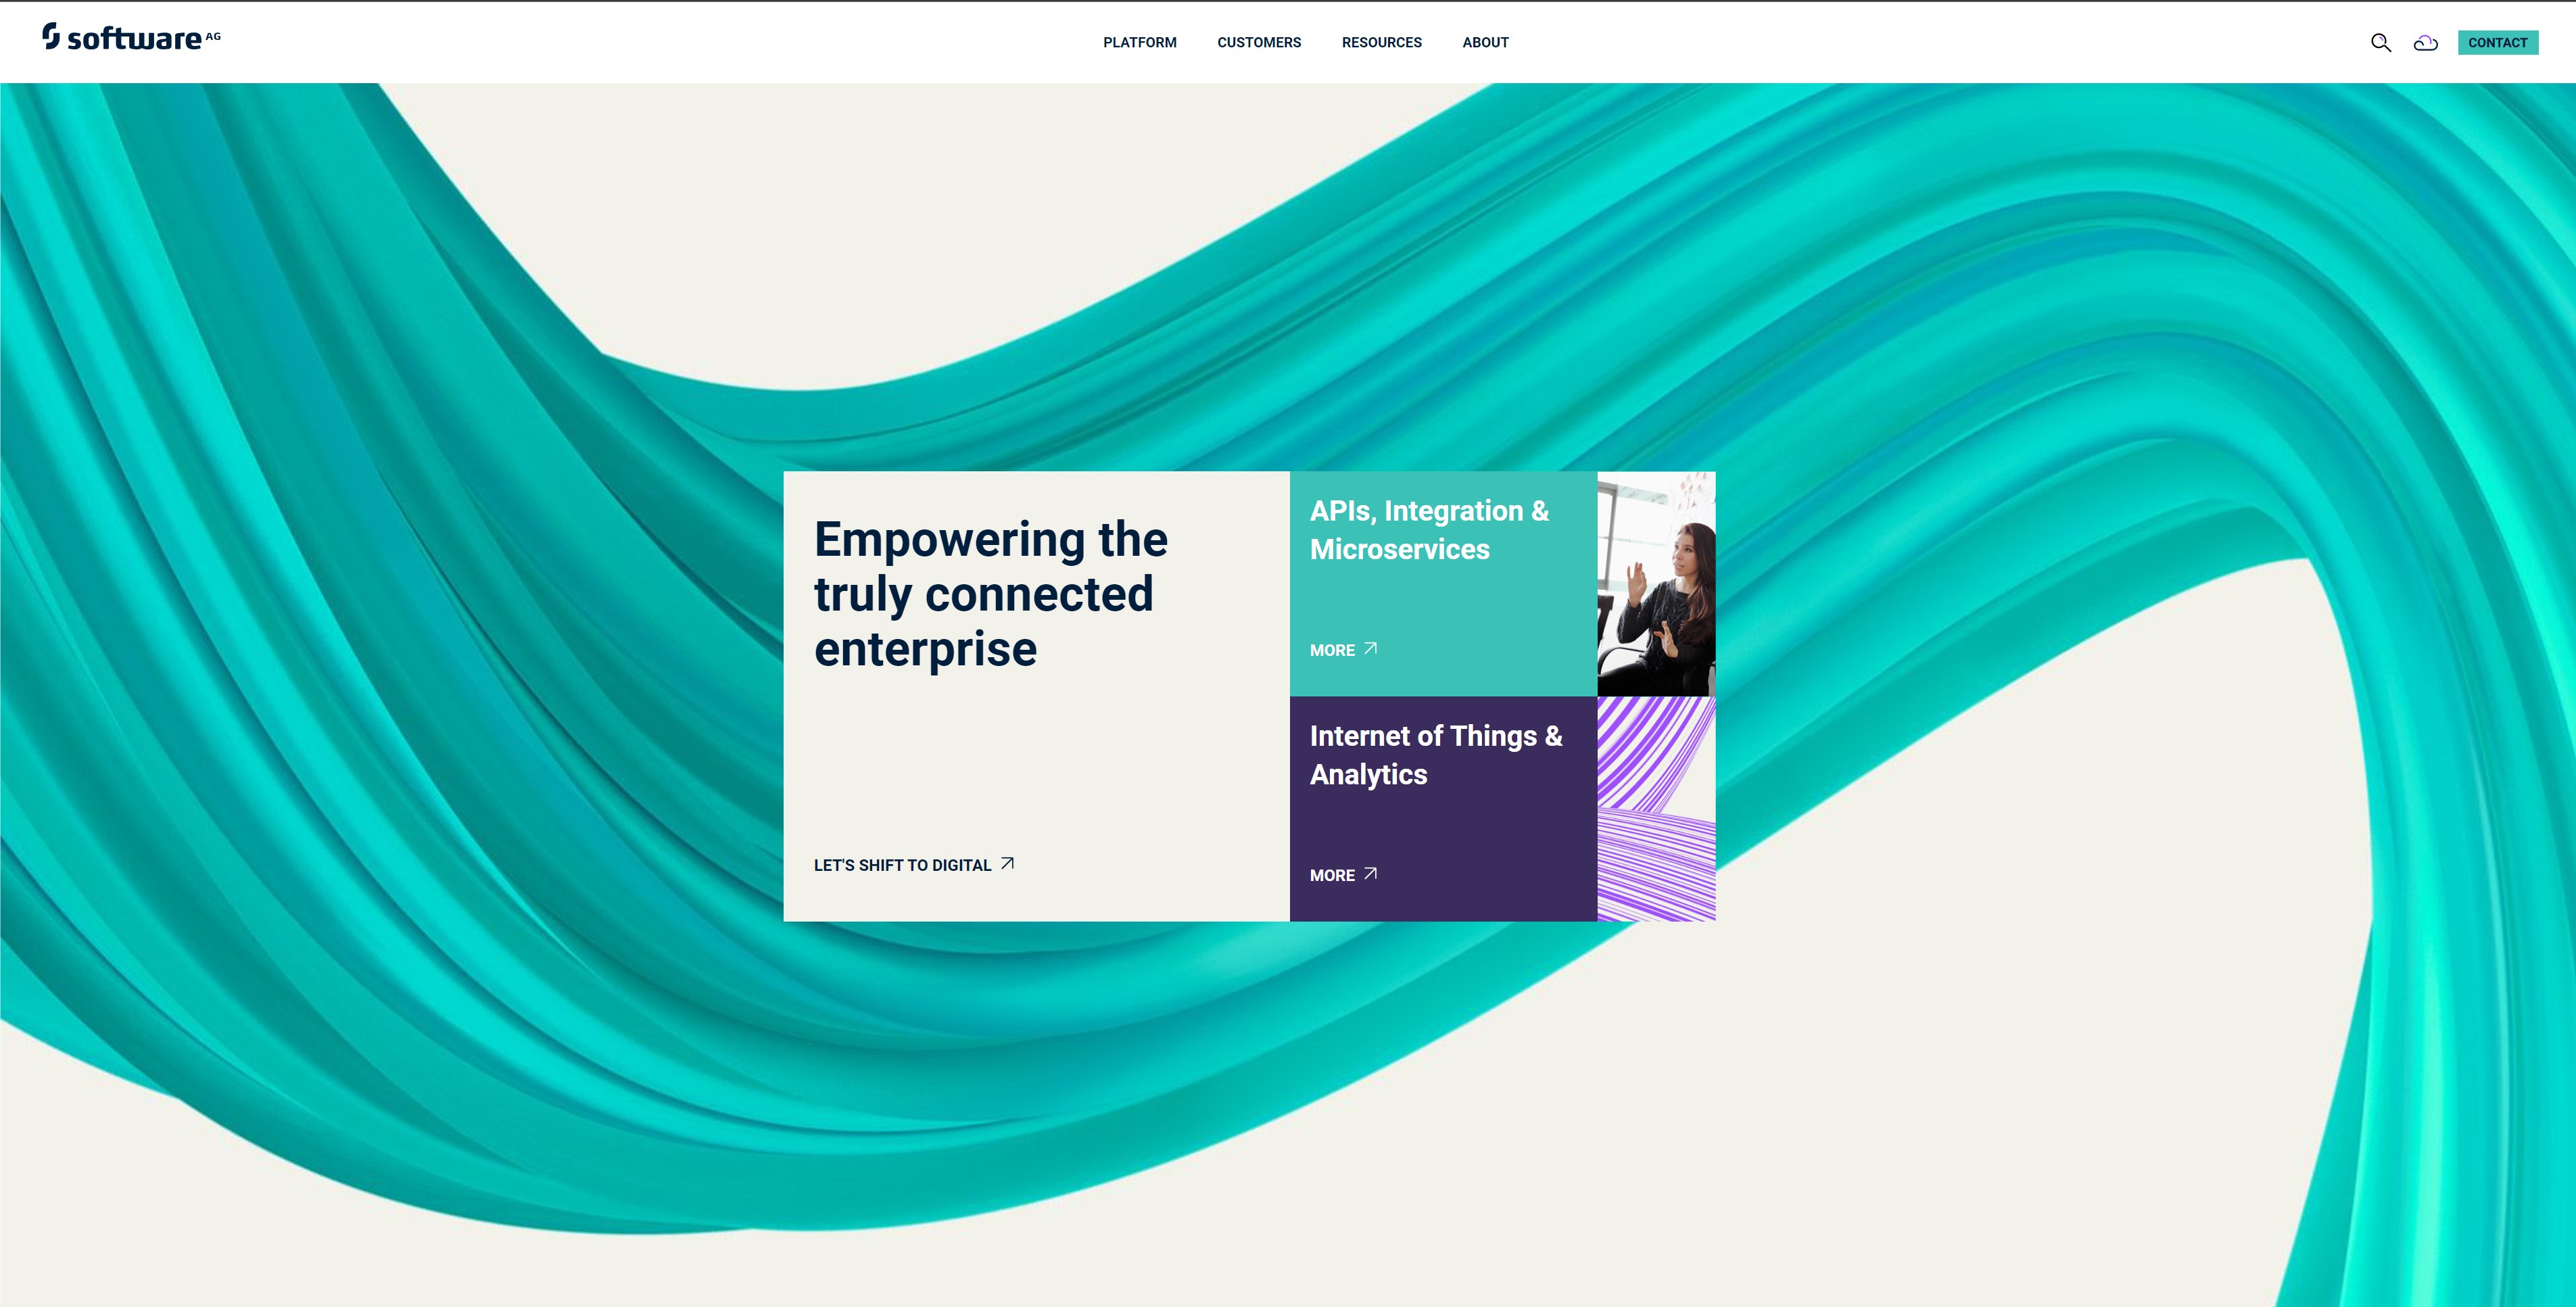 software AG
PLATFORM
CUSTOMERS
RESOURCES
ABOUT
CONTACT
Empowering the
truly connected
enterprise
LET'S SHIFT TO DIGITAL
APIs, Integration &
Microservices
MORE
Internet of Things &
Analytics
MORE